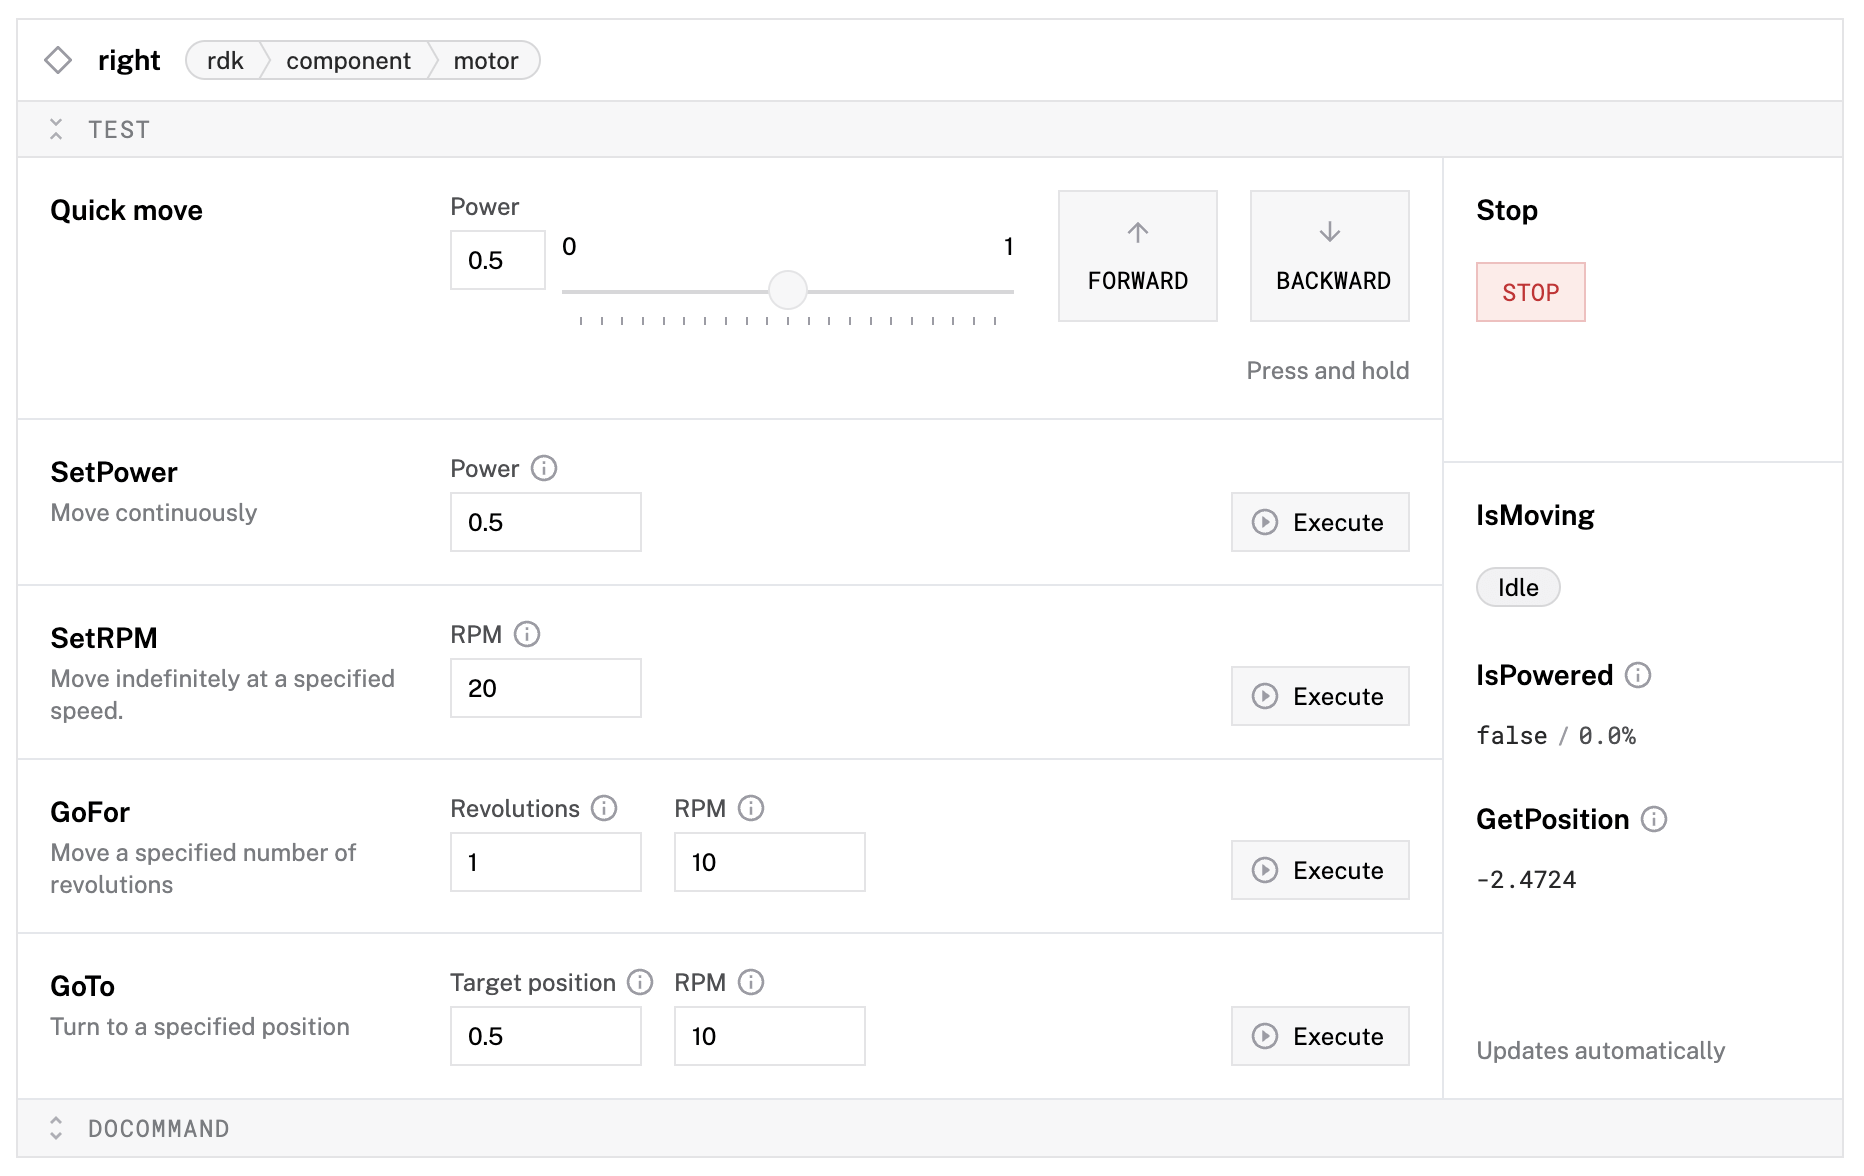 right
rdk
component
motor
TEST
Quick move
Power
0.5
0
1
FORWARD
BACKWARD
Press and hold
SetPower
Move continuously
Power
0.5
Execute
SetRPM
Move indefinitely at a specified
speed.
RPM
20
Execute
GoFor
Move a specified number of
revolutions
Revolutions
1
RPM
10
Execute
GoTo
Turn to a specified position
Target position
0.5
RPM
10
Execute
Stop
STOP
IsMoving
Idle
IsPowered
false / 0.0%
GetPosition
-2.4724
Updates automatically
DOCOMMAND